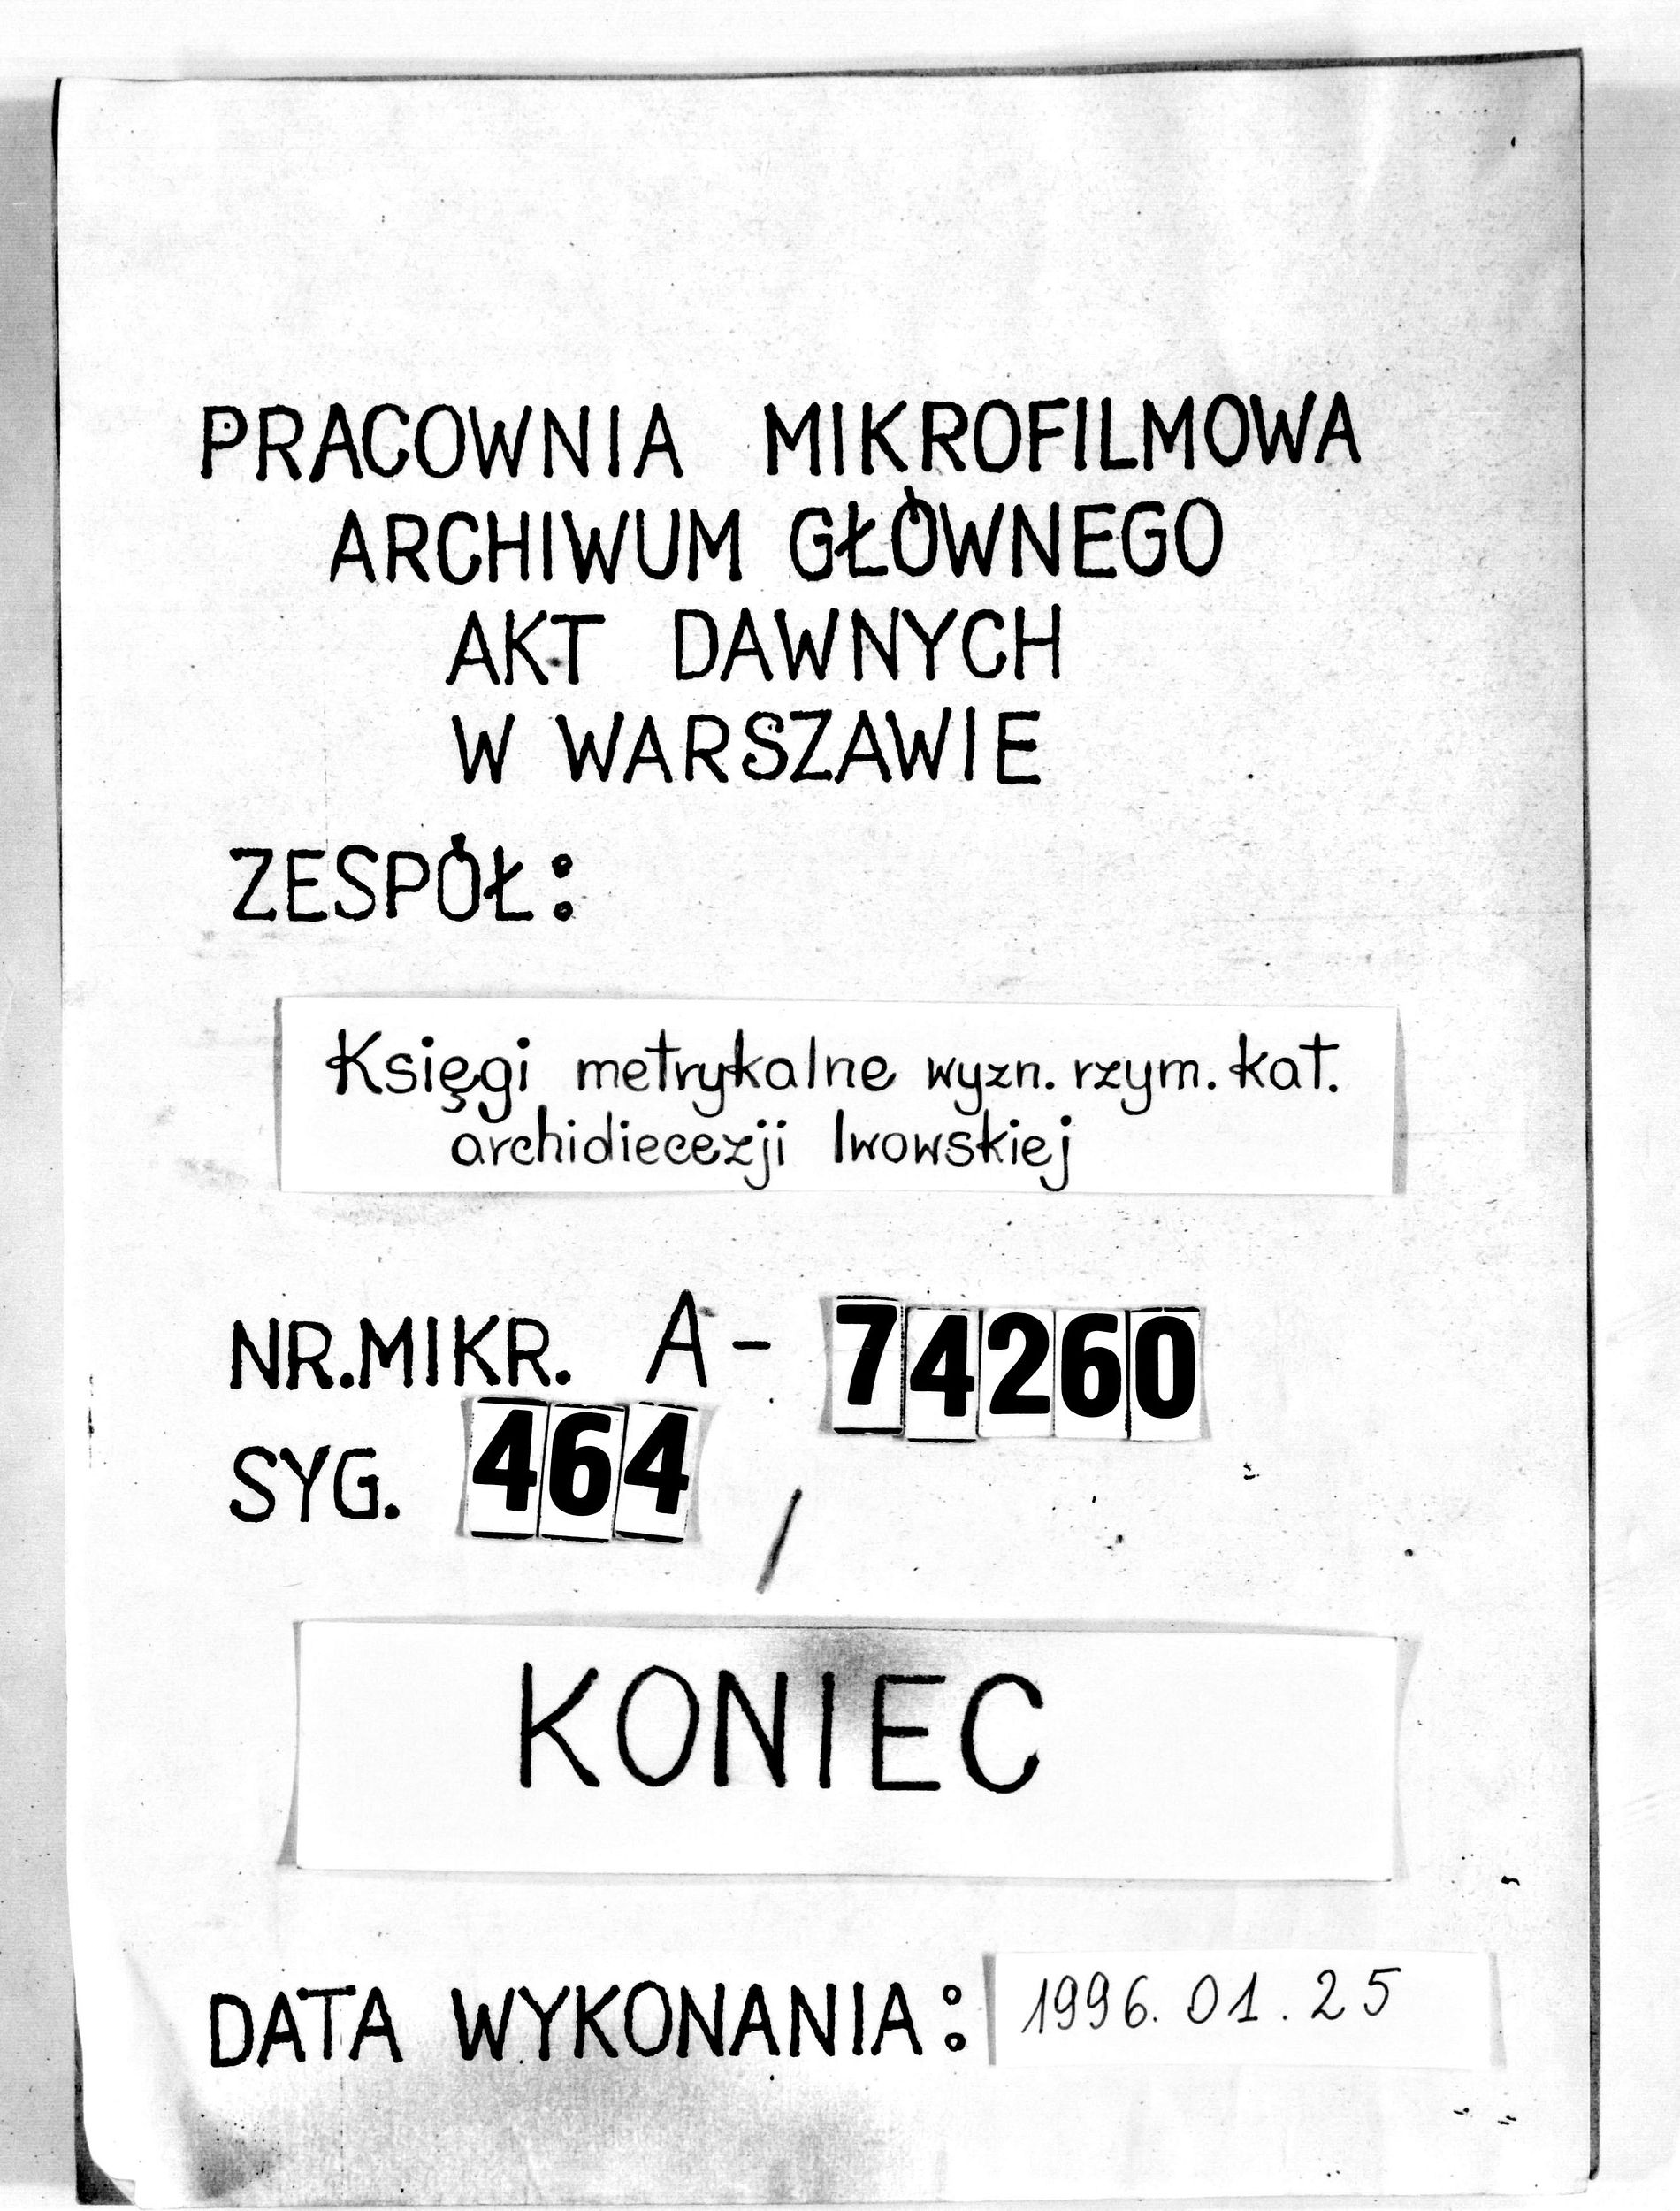 PRACOWNIA MIKROFILMOWA
ARCHIWUM GŁÓWNEGO
AKT DAWNYCH
W WARSZAWIE
ZESPÓŁ:
Księgi metrykalne wyzn. rzym. kat.
archidiecezji lwowskiej
NR.MIKR. A- 74260
SYG. 464 /
KONIEC
DATA WYKONANIA: 1996.01.25